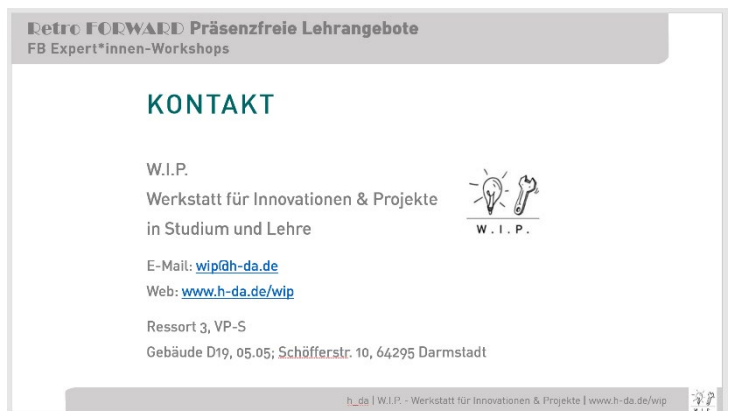 Retro FORWARD Präsenzfreie Lehrangebote
FB Expert*innen-Workshops
KONTAKT
W.I.P.
Werkstatt für Innovationen & Projekte
in Studium und Lehre
W.I.P.
E-Mail: wip@h-da.de
Web: www.h-da.de/wip
Ressort 3, VP-S
Gebäude D19, 05.05; Schöfferstr. 10, 64295 Darmstadt
h_da | W.I.P. - Werkstatt für Innovationen & Projekte | www.h-da.de/wip
W.I.P.